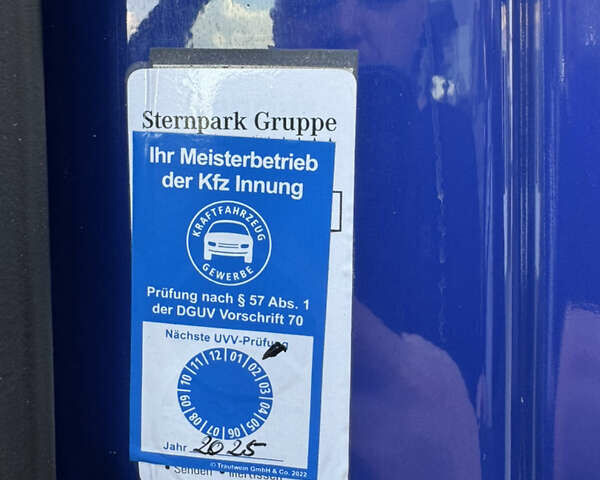 Sternpark Gruppe
Ihr Meisterbetrieb
der Kfz Innung
KRAFTFAHRZEUG
GEWERBE
Prüfung nach § 57 Abs. 1
der DGUV Vorschrift 70
Nächste UVV-Prüfung
01 02 03 04 05 06 07 08 09 10 11 12
Jahr 2025
© Trautwein GmbH & Co. 2022
• Senden •